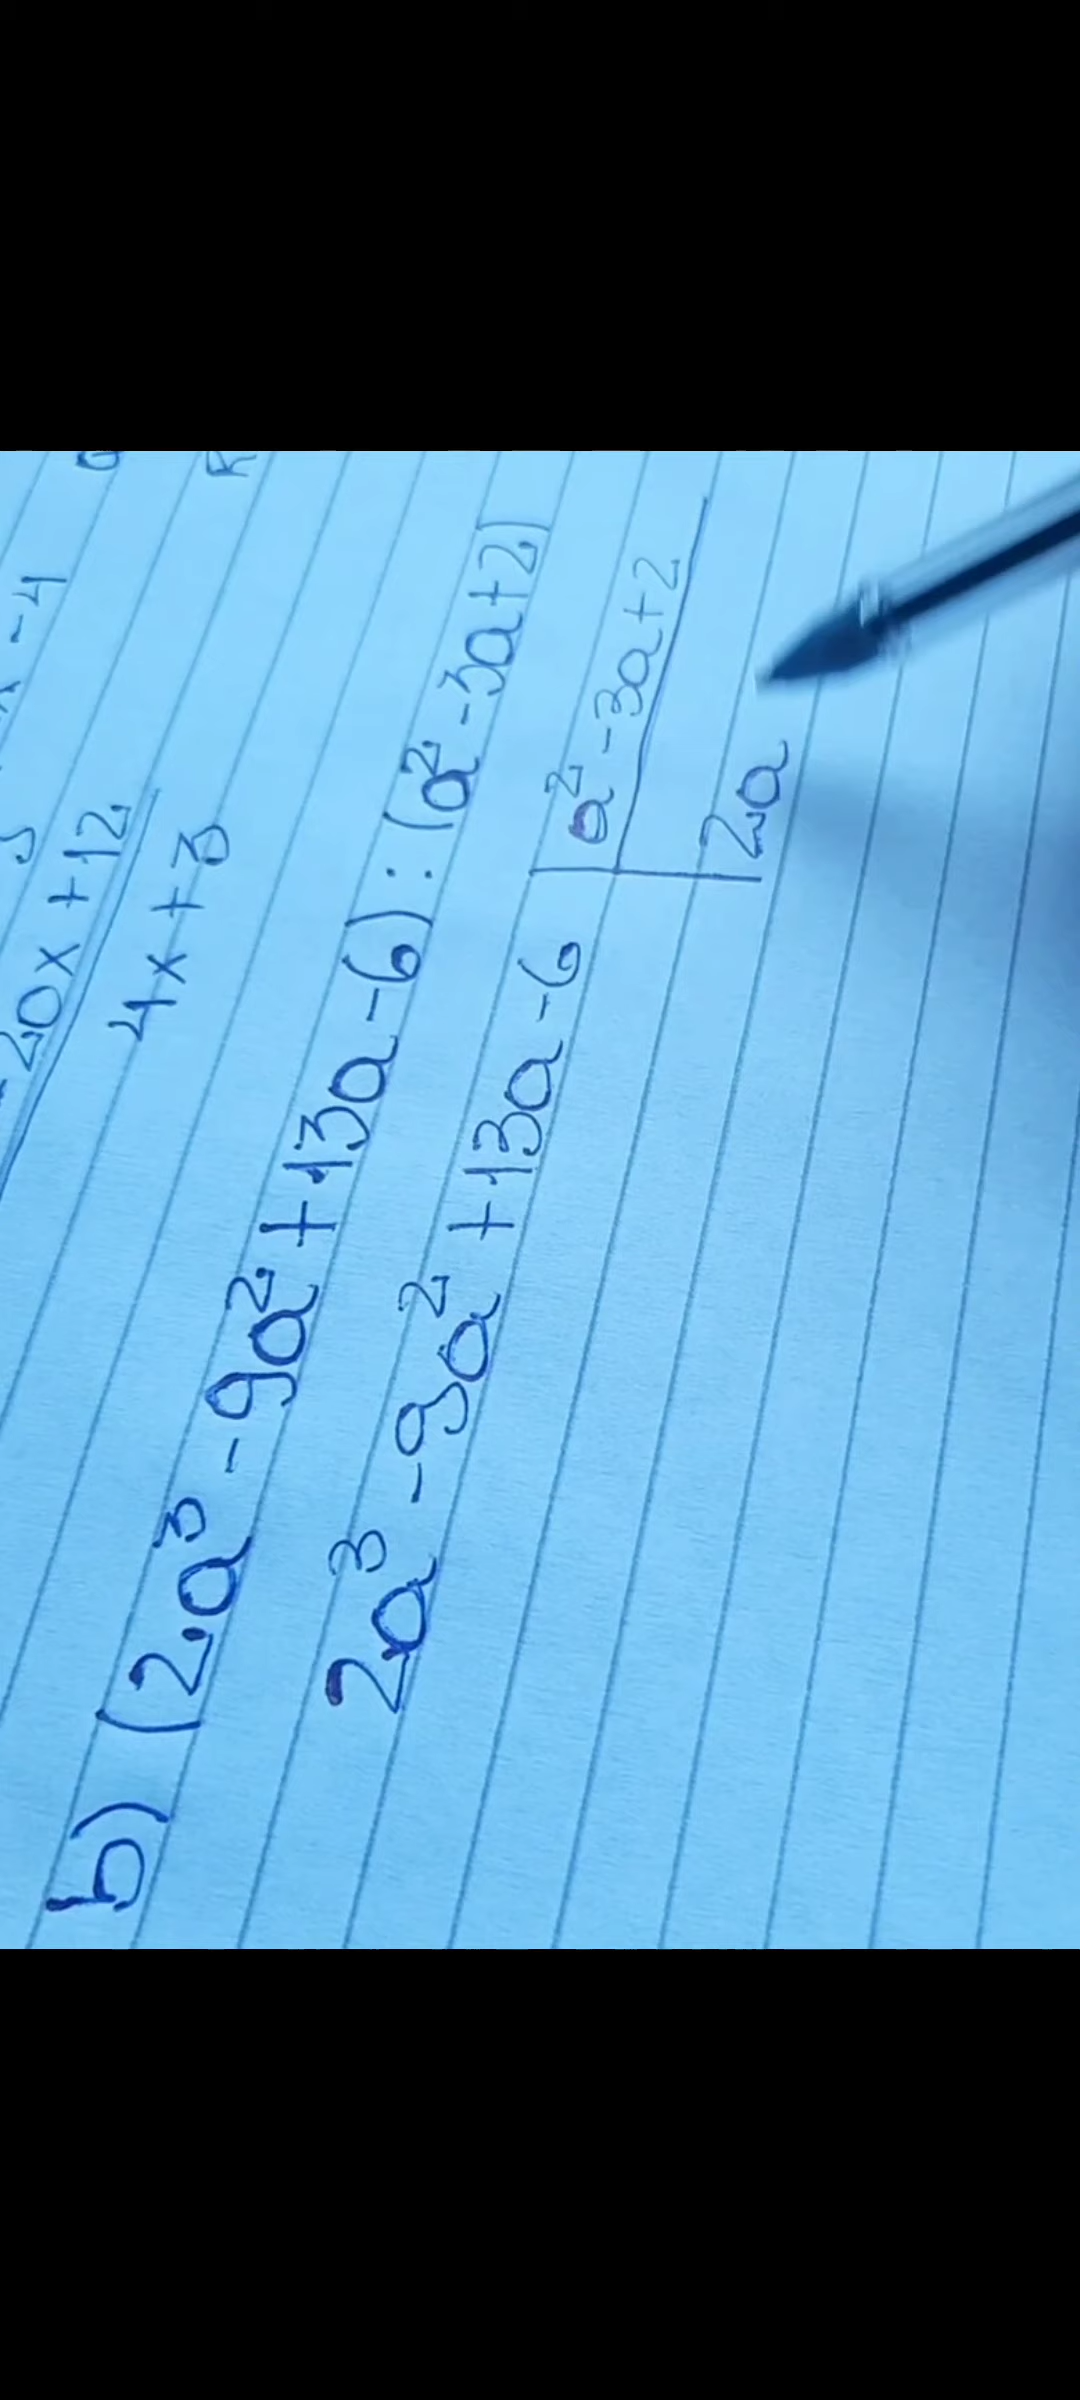 -4
20x + 12
4x + 3
R
b) (2a³ - 9a² + 13a - 6) : (a² - 3a + 2)
2a³ - 9a² + 13a - 6 | a² - 3a + 2
2a